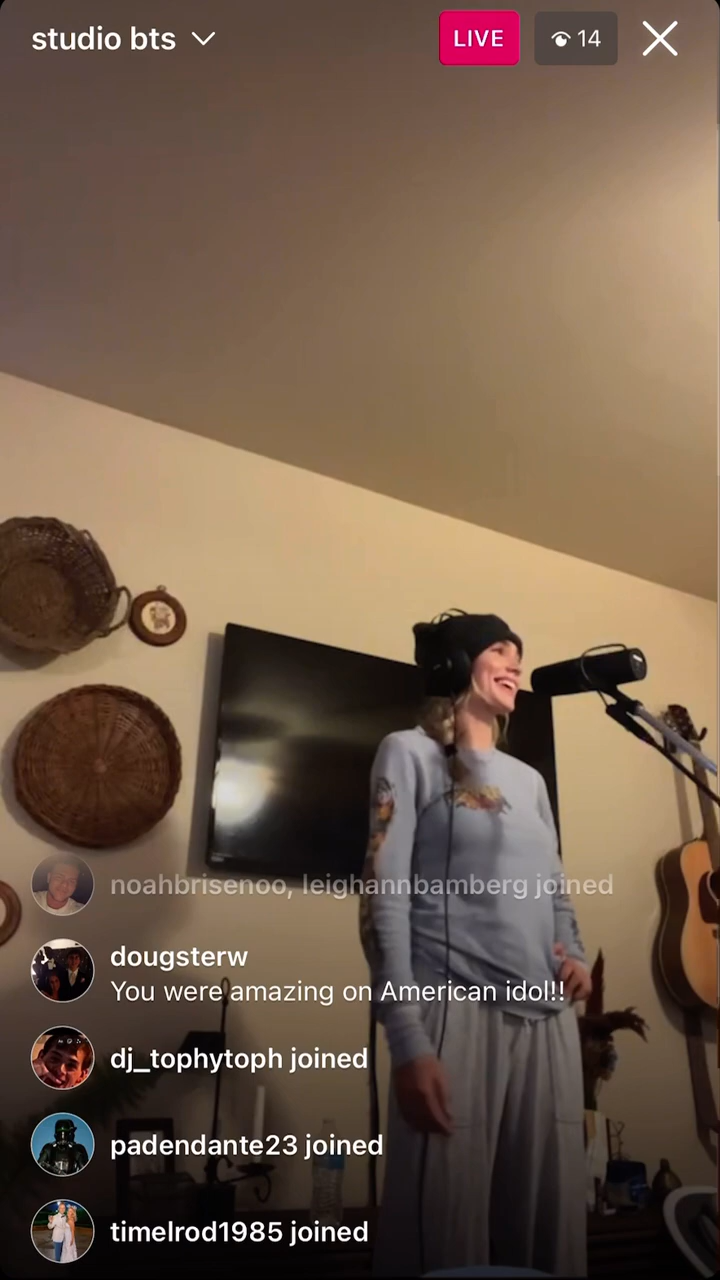 studio bts
LIVE
14
noahbrisenoo, leighannbamberg joined
dougsterw
You were amazing on American idol!!
dj_tophytoph joined
padendante23 joined
timelrod1985 joined